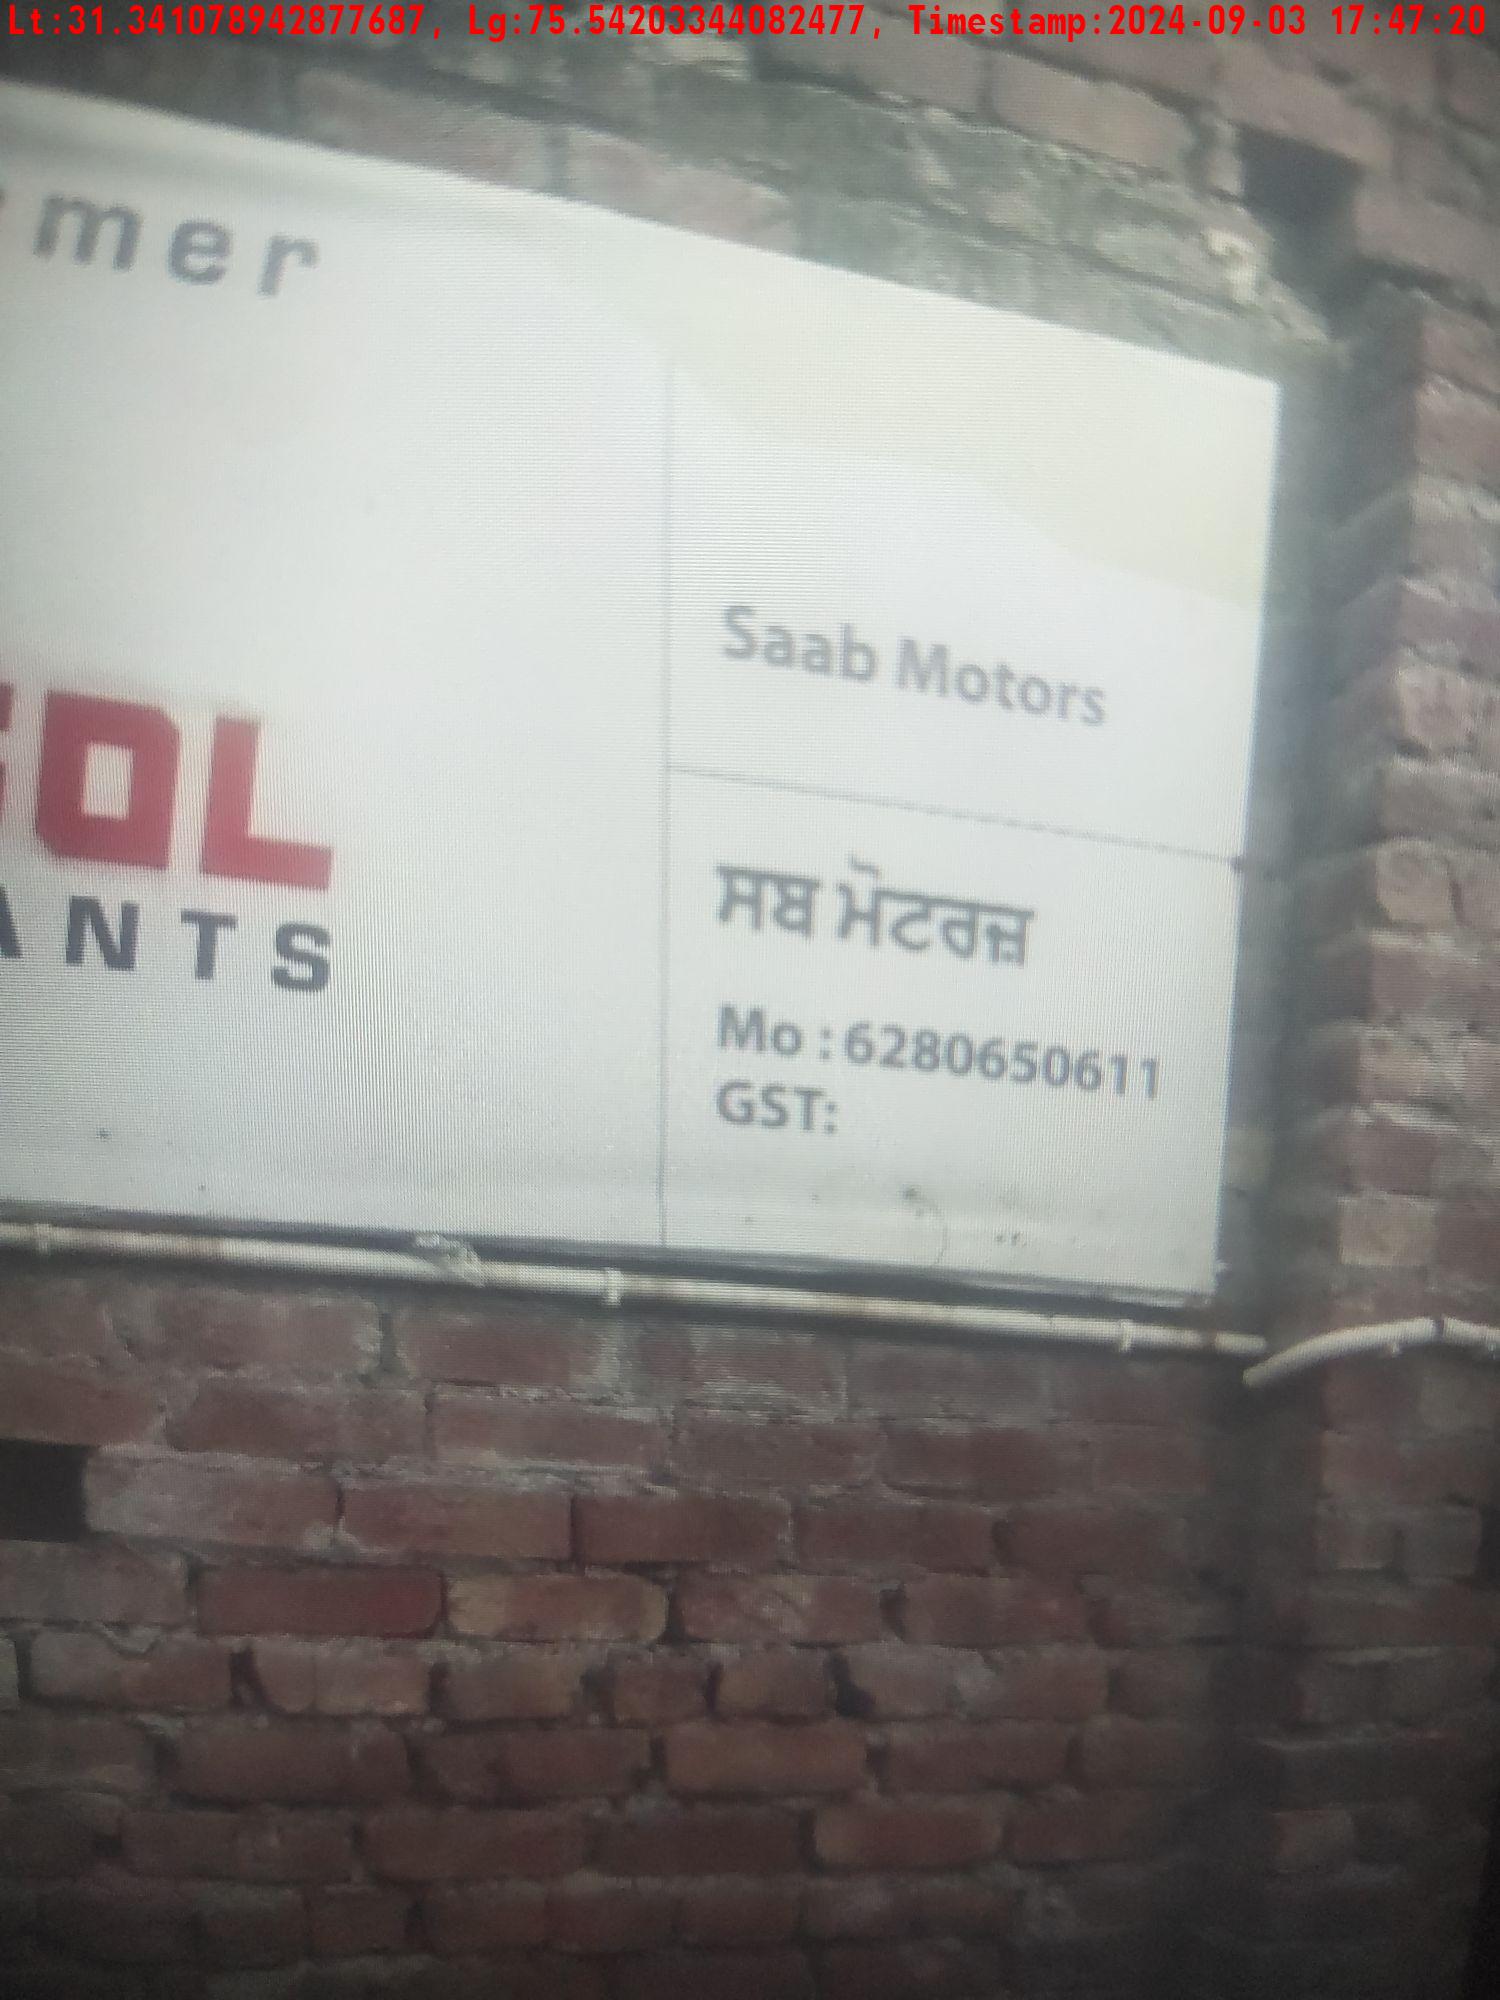 Lt:31.341078942877687, Lg:75.54203344082477, Timestamp:2024-09-03 17:47:20
mer
OL
ANTS
Saab Motors
ਸਬ ਮੋਟਰਜ਼
Mo : 6280650611
GST: